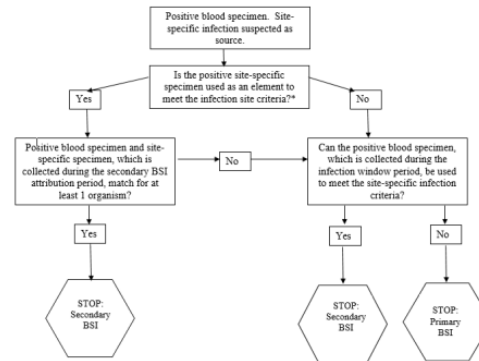 Positive blood specimen. Site-
specific infection suspected as
source.
Is the positive site-specific
specimen used as an element to
meet the infection site criteria?*
Yes
No
Positive blood specimen and site-
specific specimen, which is
collected during the secondary BSI
attribution period, match for at
least 1 organism?
No
Can the positive blood specimen,
which is collected during the
infection window period, be used
to meet the site-specific infection
criteria?
Yes
Yes
No
STOP:
Secondary
BSI
STOP:
Secondary
BSI
STOP:
Primary
BSI